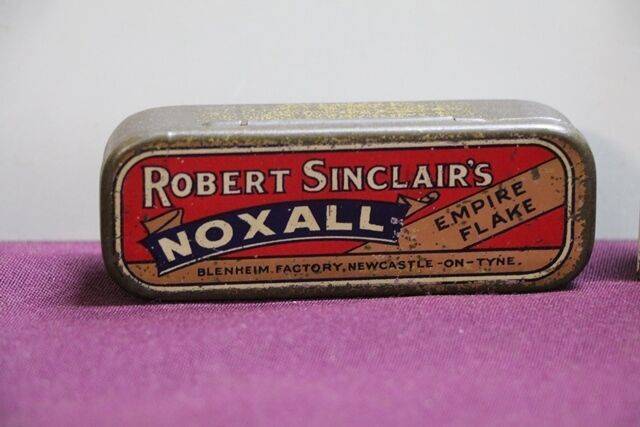 ROBERT SINCLAIR'S
NOXALL
EMPIRE
FLAKE
BLENHEIM.FACTORY,NEWCASTLE-ON-TYNE.